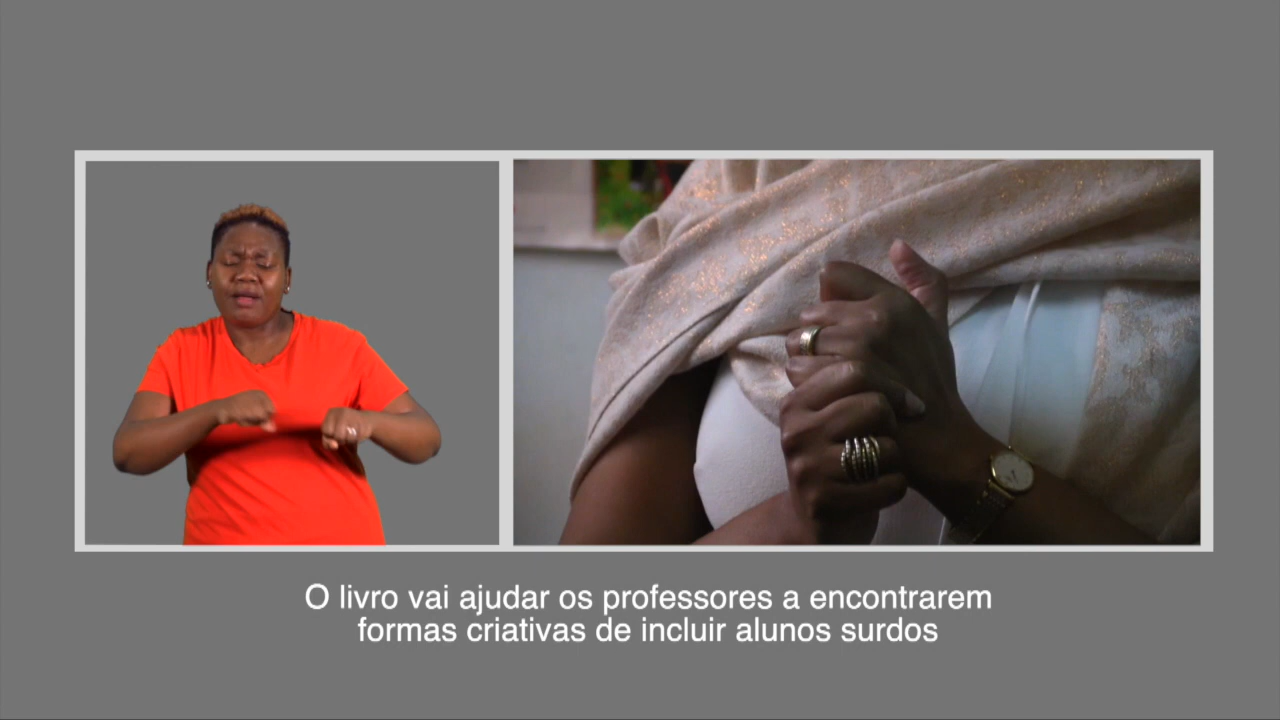 O livro vai ajudar os professores a encontrarem
formas criativas de incluir alunos surdos